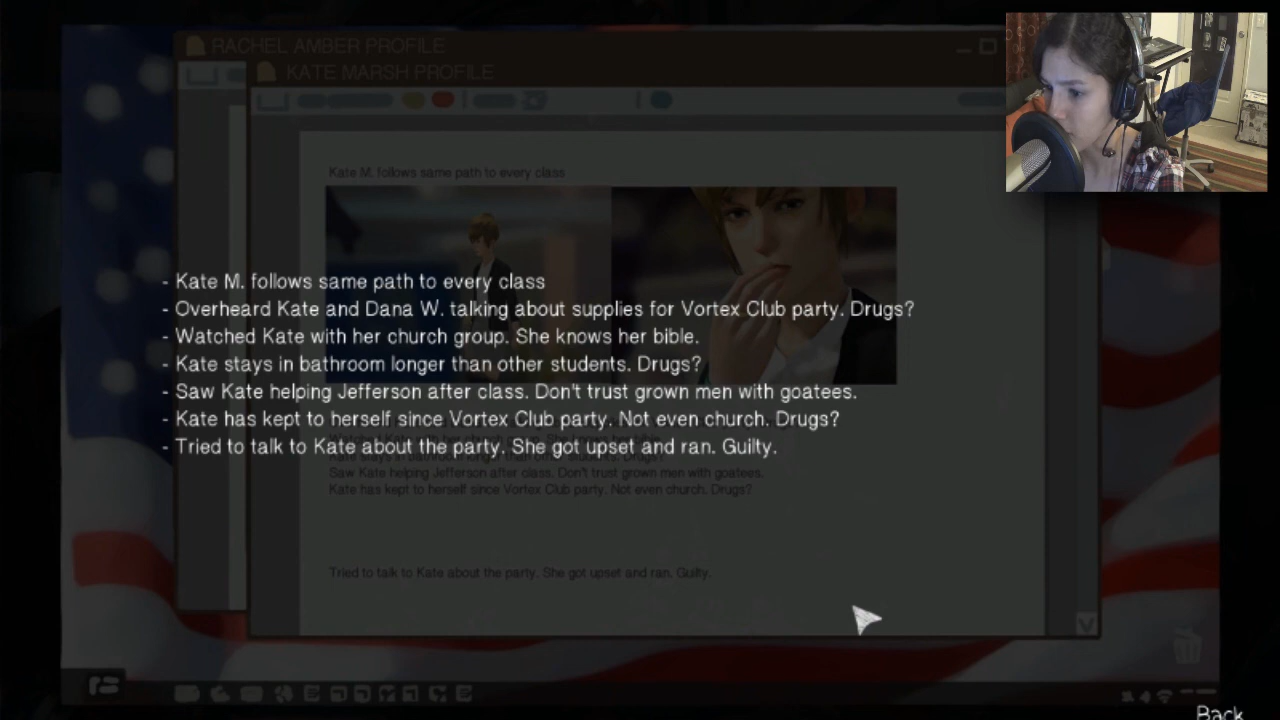 RACHEL AMBER PROFILE
KATE MARSH PROFILE
Kate M. follows same path to every class
- Kate M. follows same path to every class
- Overheard Kate and Dana W. talking about supplies for Vortex Club party. Drugs?
- Watched Kate with her church group. She knows her bible.
- Kate stays in bathroom longer than other students. Drugs?
- Saw Kate helping Jefferson after class. Don't trust grown men with goatees.
- Kate has kept to herself since Vortex Club party. Not even church. Drugs?
- Tried to talk to Kate about the party. She got upset and ran. Guilty.
Saw Kate helping Jefferson after class. Don't trust grown men with goatees.
Kate has kept to herself since Vortex Club party. Not even church. Drugs?
Tried to talk to Kate about the party. She got upset and ran. Guilty.
Back